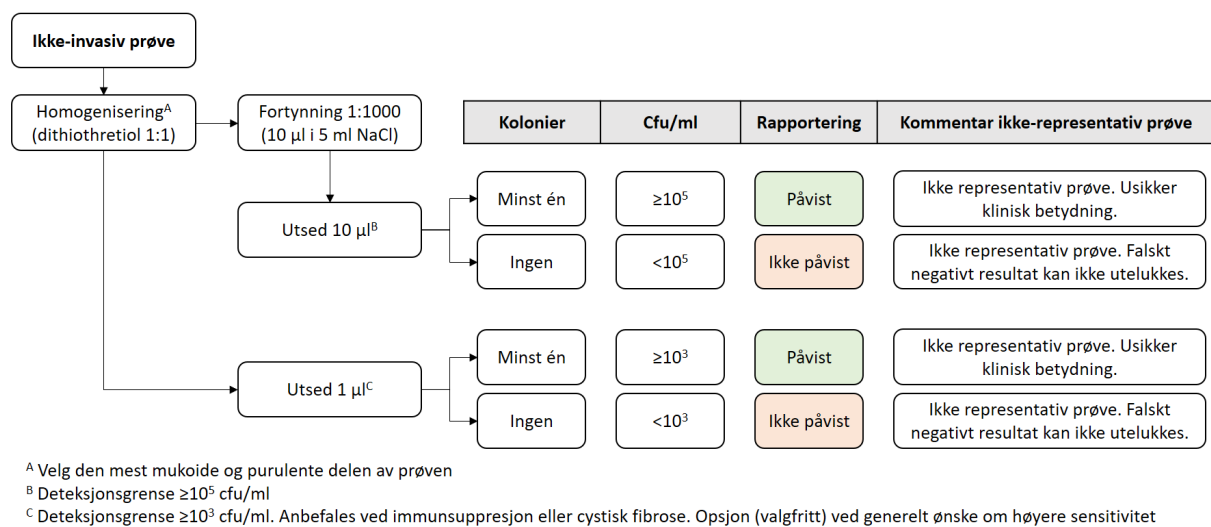 Ikke-invasiv prøve
Homogiseringᴬ
(dithiothretiol 1:1)
Fortynning 1:1000
(10 µl i 5 ml NaCl)
Kolonier
Cfu/ml
Rapportering
Kommentar ikke-representativ prøve
Utsed 10 µlᴮ
Minst én
≥10⁵
Påvist
Ikke representativ prøve. Usikker
klinisk betydning.
Ingen
<10⁵
Ikke påvist
Ikke representativ prøve. Falskt
negativt resultat kan ikke utelukkes.
Utsed 1 µlᶜ
Minst én
≥10³
Påvist
Ikke representativ prøve. Usikker
klinisk betydning.
Ingen
<10³
Ikke påvist
Ikke representativ prøve. Falskt
negativt resultat kan ikke utelukkes.
ᴬ Velg den mest mukoide og purulente delen av prøven
ᴮ Deteksjonsgrense ≥10⁵ cfu/ml
ᶜ Deteksjonsgrense ≥10³ cfu/ml. Anbefales ved immunsuppresjon eller cystisk fibrose. Opsjon (valgfritt) ved generelt ønske om høyere sensitivitet